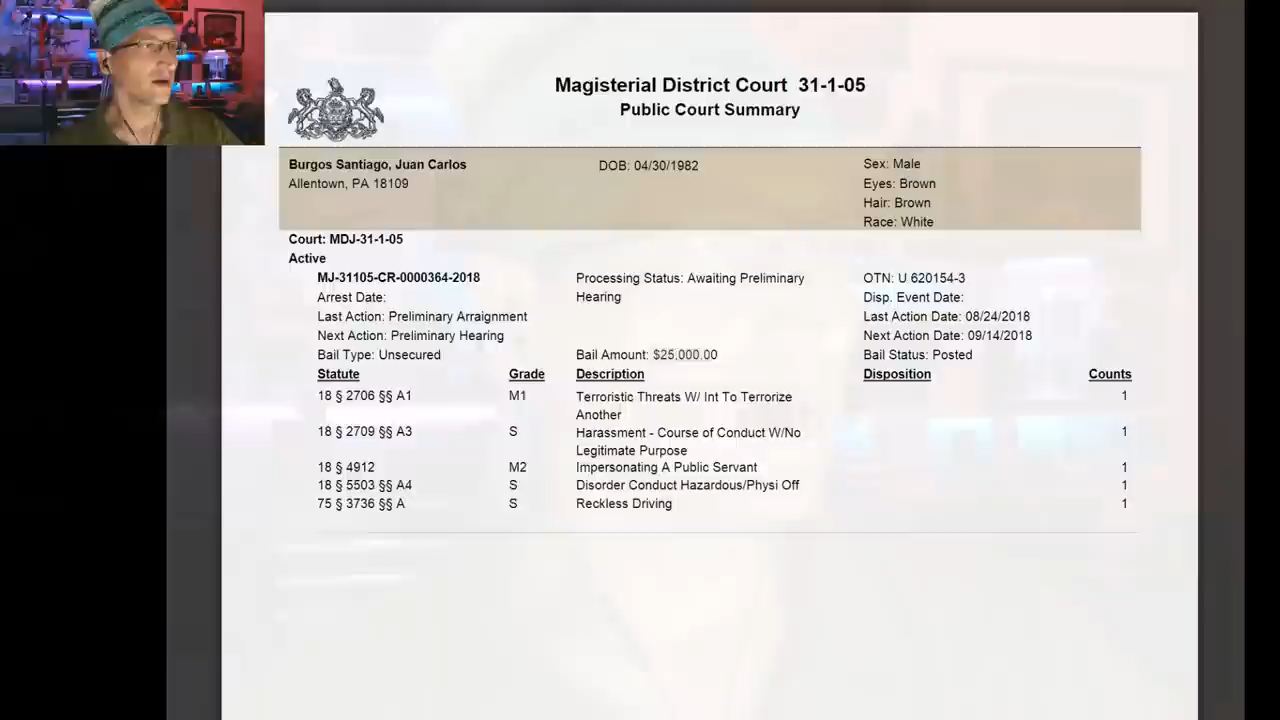 Magisterial District Court 31-1-05
Public Court Summary
Burgos Santiago, Juan Carlos DOB: 04/30/1982 Sex: Male
Allentown, PA 18109 Eyes: Brown
Hair: Brown
Race: White
Court: MDJ-31-1-05
Active
MJ-31105-CR-0000364-2018 Processing Status: Awaiting Preliminary OTN: U 620154-3
Arrest Date: Hearing Disp. Event Date:
Last Action: Preliminary Arraignment Last Action Date: 08/24/2018
Next Action: Preliminary Hearing Next Action Date: 09/14/2018
Bail Type: Unsecured Bail Amount: $25,000.00 Bail Status: Posted
Statute Grade Description Disposition Counts
18 § 2706 §§ A1 M1 Terroristic Threats W/ Int To Terrorize 1
Another
18 § 2709 §§ A3 S Harassment - Course of Conduct W/No 1
Legitimate Purpose
18 § 4912 M2 Impersonating A Public Servant 1
18 § 5503 §§ A4 S Disorder Conduct Hazardous/Physi Off 1
75 § 3736 §§ A S Reckless Driving 1